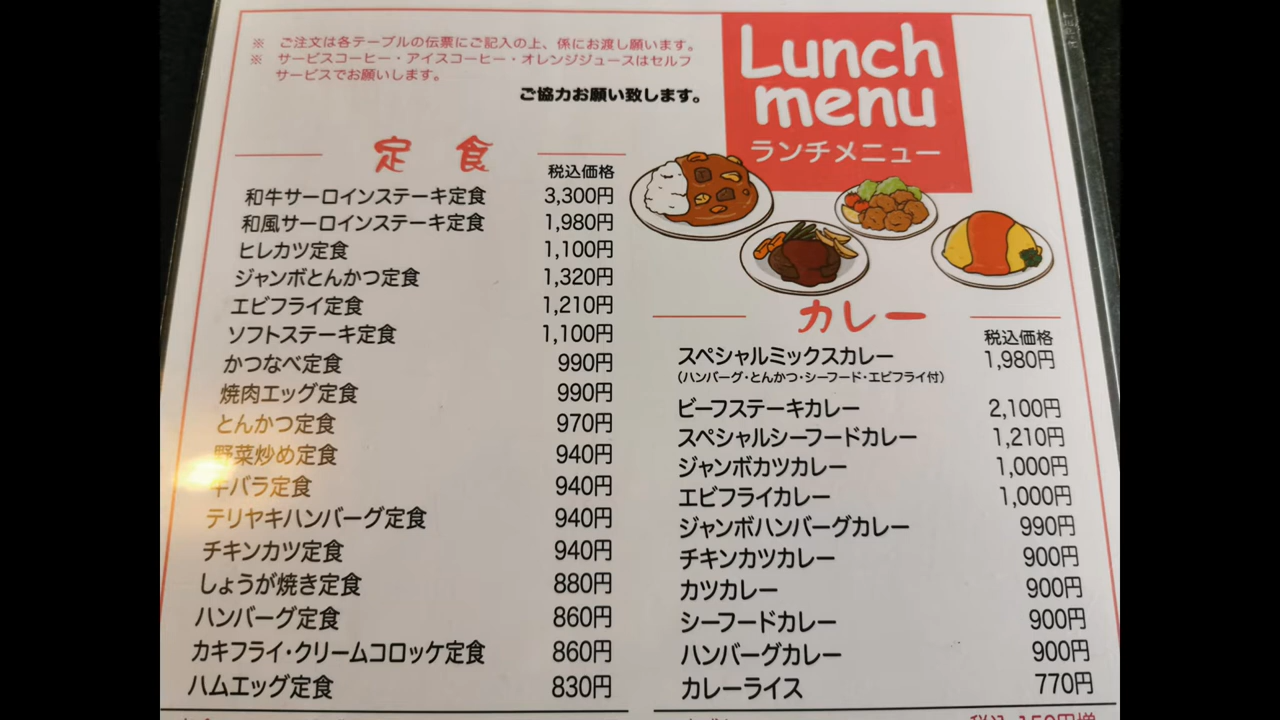 ※ ご注文は各テーブルの伝票にご記入の上、係にお渡し願います。
※ サービスコーヒー・アイスコーヒー・オレンジジュースはセルフ
サービスでお願いします。
ご協力お願い致します。
Lunch
menu
ランチメニュー
定食
税込価格
和牛サーロインステーキ定食 3,300円
和風サーロインステーキ定食 1,980円
ヒレカツ定食 1,100円
ジャンボとんかつ定食 1,320円
エビフライ定食 1,210円
ソフトステーキ定食 1,100円
かつなべ定食 990円
焼肉エッグ定食 990円
とんかつ定食 970円
野菜炒め定食 940円
牛バラ定食 940円
テリヤキハンバーグ定食 940円
チキンカツ定食 940円
しょうが焼き定食 880円
ハンバーグ定食 860円
カキフライ・クリームコロッケ定食 860円
ハムエッグ定食 830円
カレー
税込価格
スペシャルミックスカレー 1,980円
(ハンバーグ・とんかつ・シーフード・エビフライ付)
ビーフステーキカレー 2,100円
スペシャルシーフードカレー 1,210円
ジャンボカツカレー 1,000円
エビフライカレー 1,000円
ジャンボハンバーグカレー 990円
チキンカツカレー 900円
カツカレー 900円
シーフードカレー 900円
ハンバーグカレー 900円
カレーライス 770円
税込 150円増